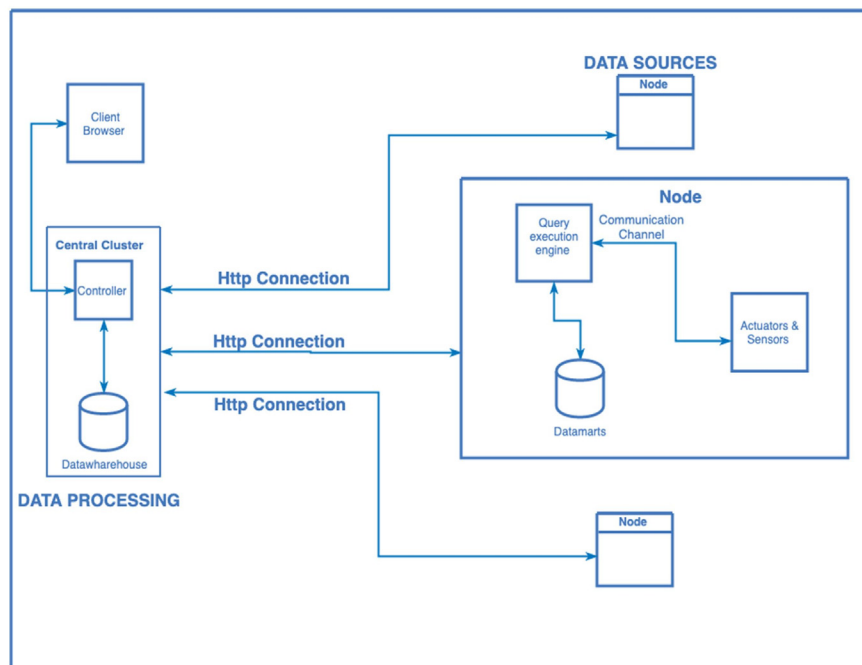 DATA SOURCES
Node
Client
Browser
Node
Query
execution
engine
Communication
Channel
Central Cluster
Controller
Http Connection
Http Connection
Actuators &
Sensors
Http Connection
Datamarts
Datawharehouse
DATA PROCESSING
Node